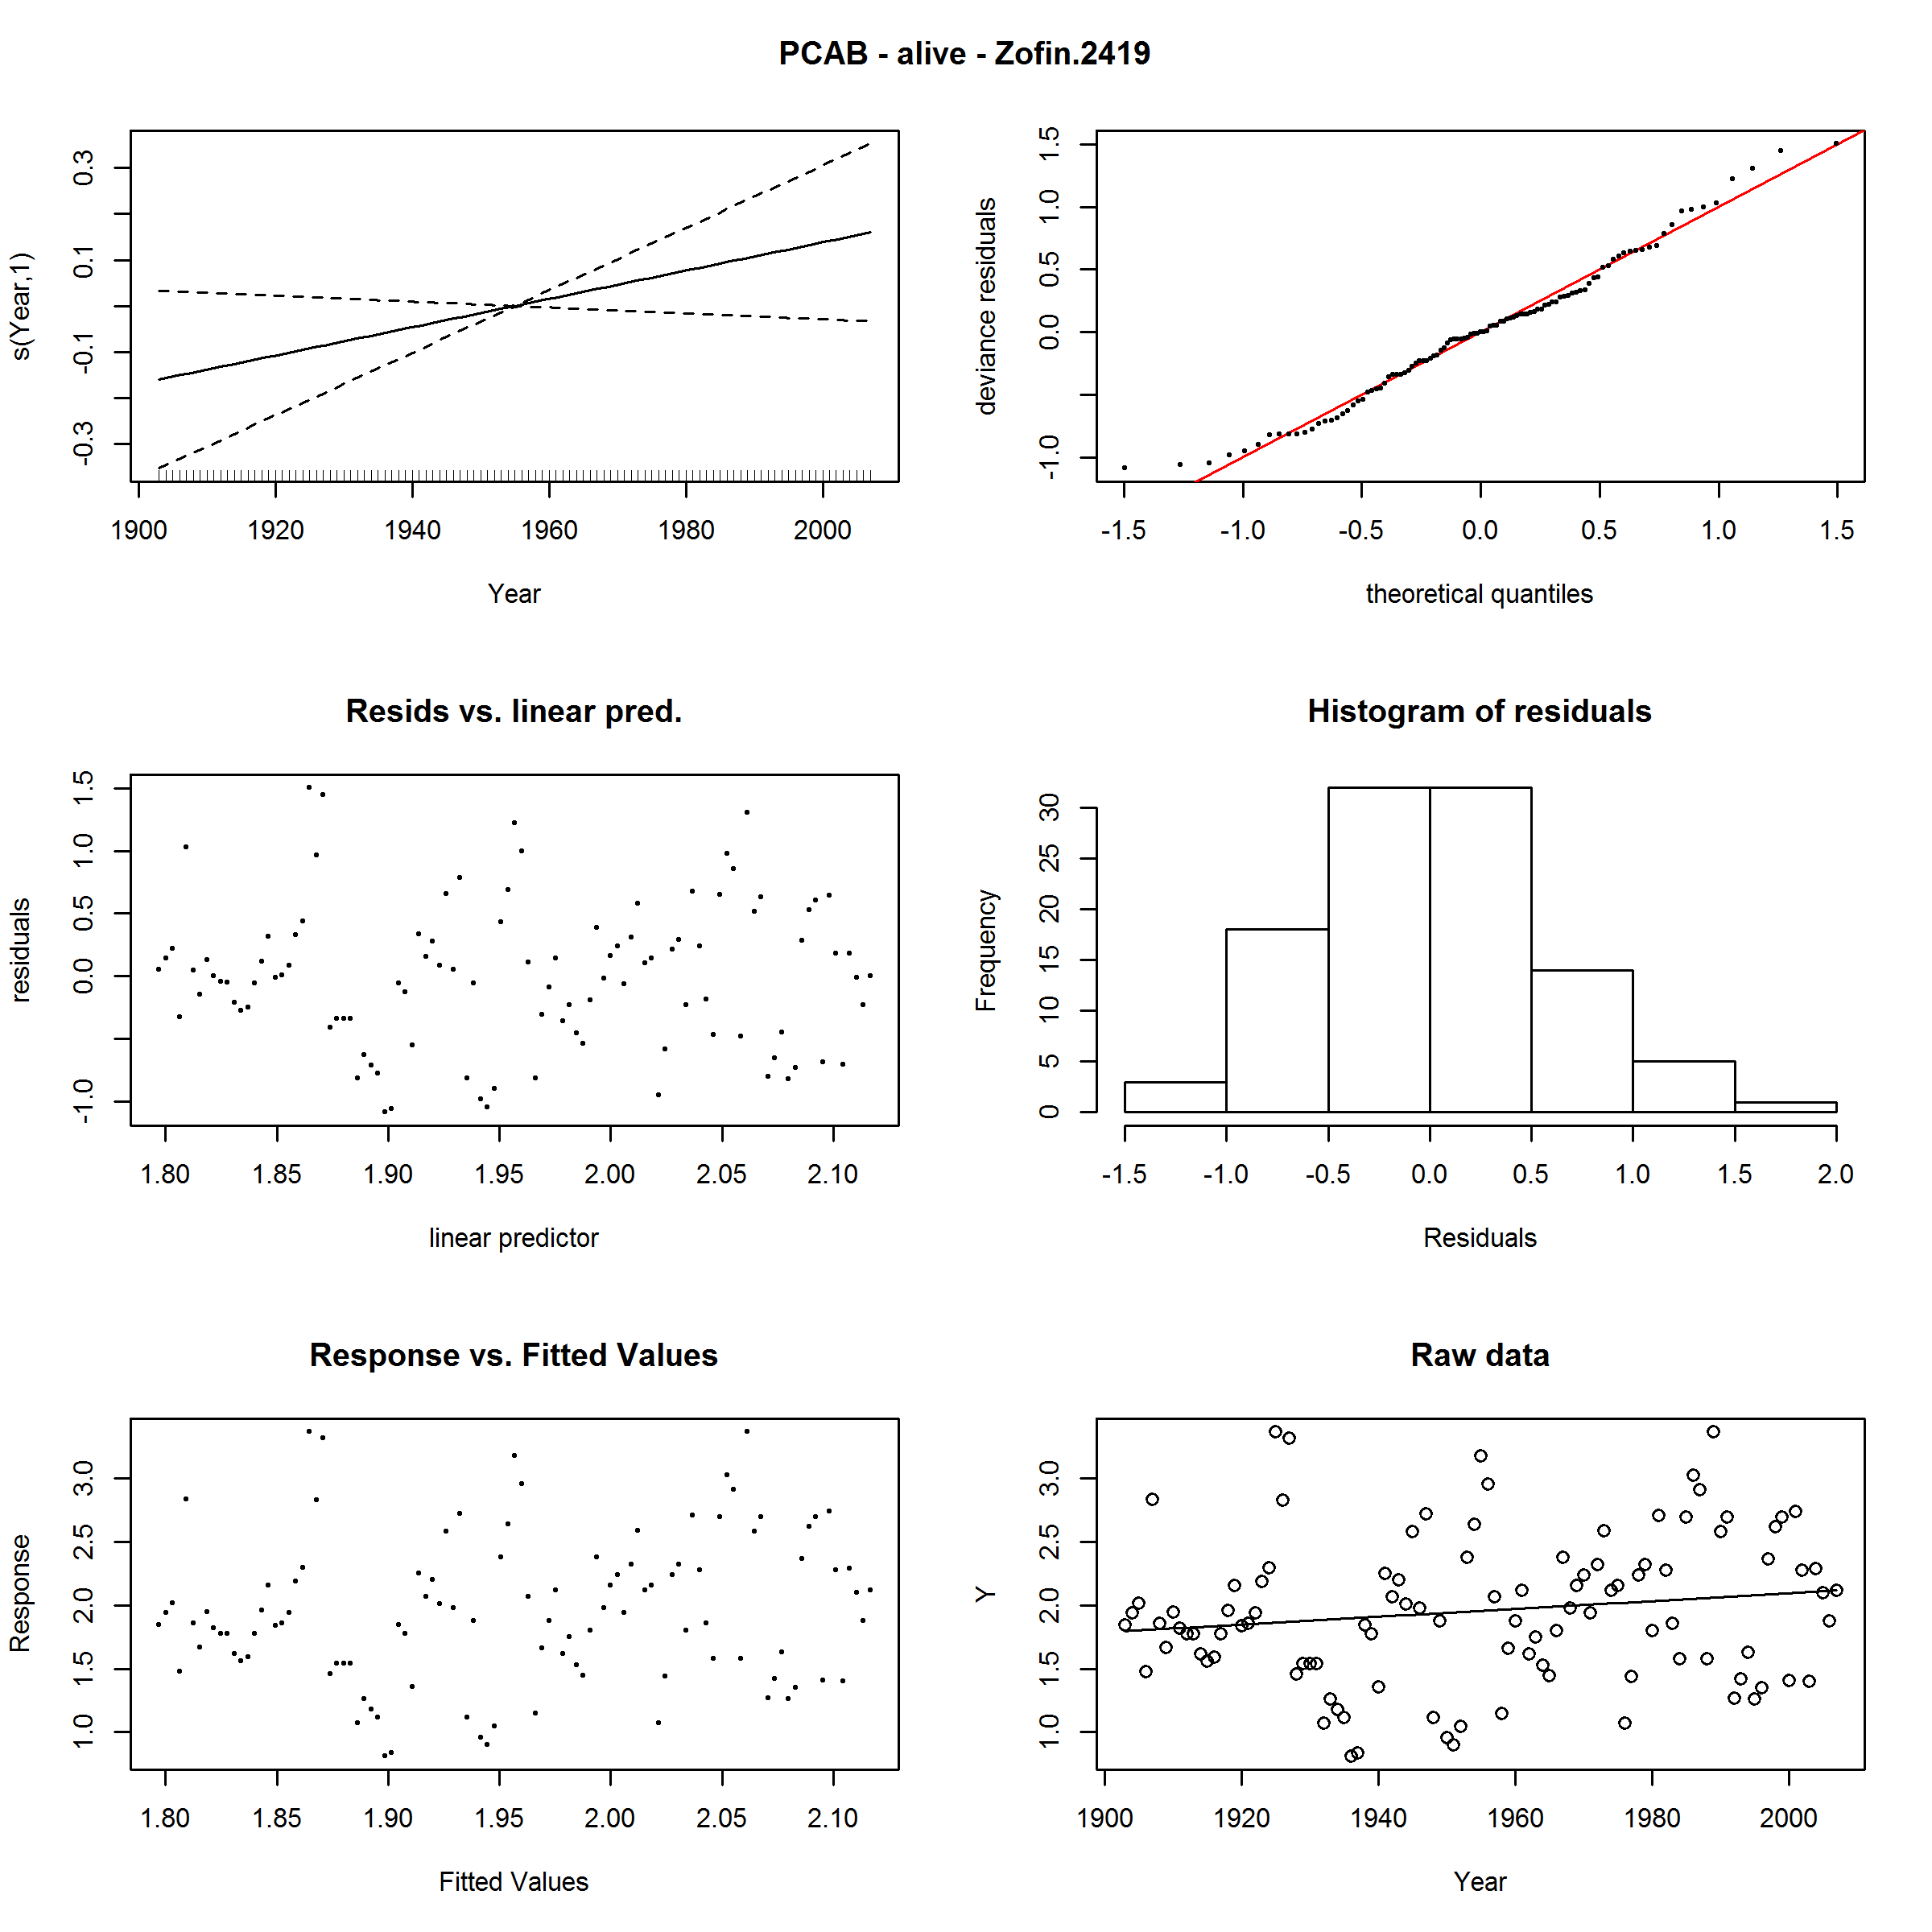 PCAB - alive - Zofin.2419
s(Year,1)
0.3
0.1
-0.1
-0.3
1900 1920 1940 1960 1980 2000
Year
deviance residuals
1.5
1.0
0.5
0.0
-1.0
-1.5 -1.0 -0.5 0.0 0.5 1.0 1.5
theoretical quantiles
Resids vs. linear pred.
residuals
1.5
1.0
0.5
0.0
-1.0
1.80 1.85 1.90 1.95 2.00 2.05 2.10
linear predictor
Histogram of residuals
Frequency
30
25
20
15
10
5
0
-1.5 -1.0 -0.5 0.0 0.5 1.0 1.5 2.0
Residuals
Response vs. Fitted Values
Response
3.0
2.5
2.0
1.5
1.0
1.80 1.85 1.90 1.95 2.00 2.05 2.10
Fitted Values
Raw data
Y
3.0
2.5
2.0
1.5
1.0
1900 1920 1940 1960 1980 2000
Year